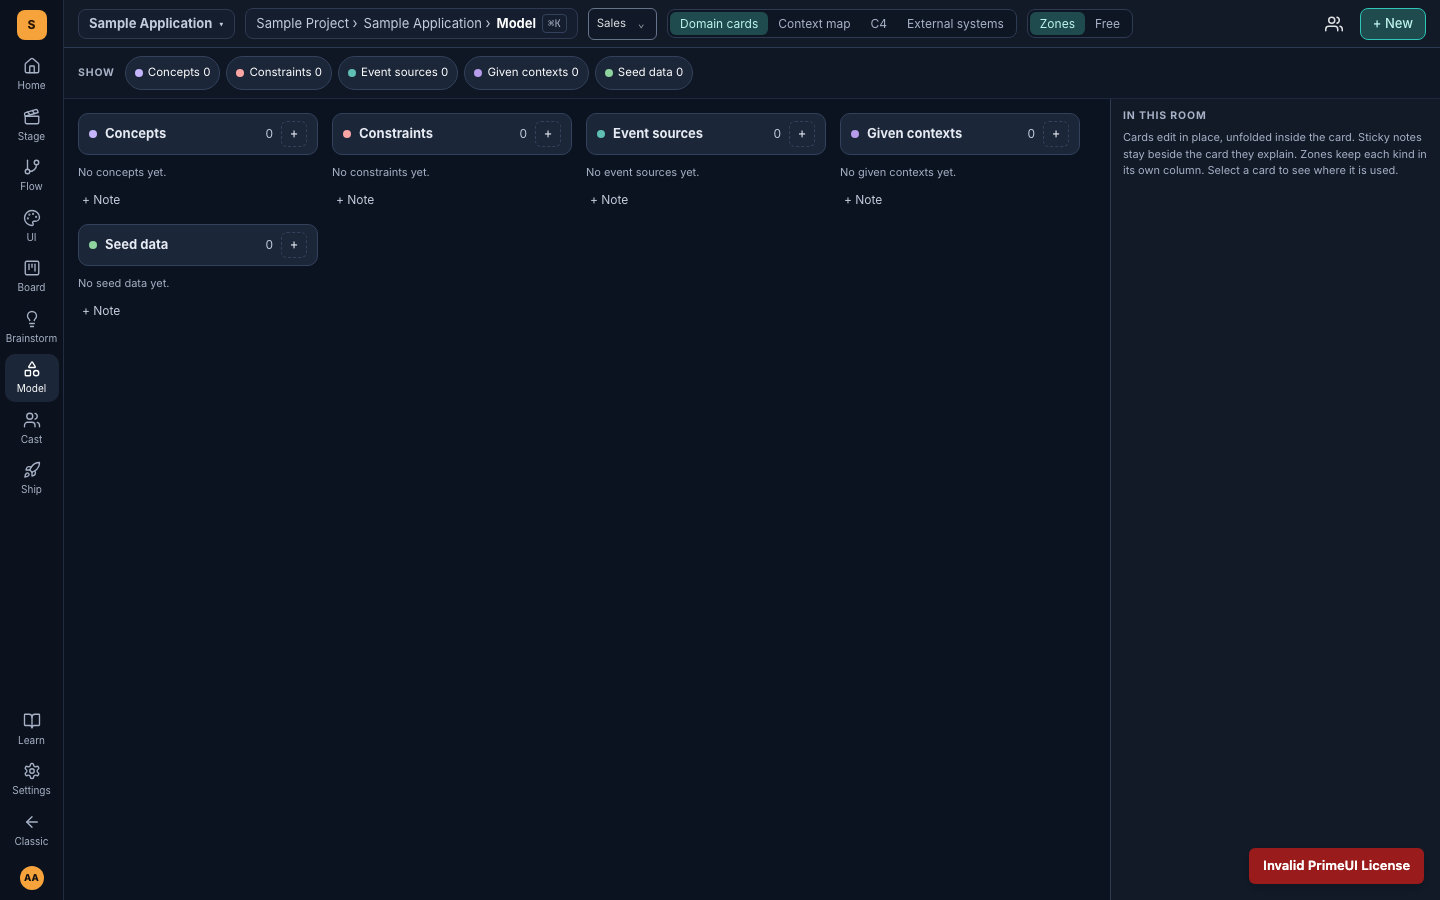 S
Home
Stage
Flow
UI
Board
Brainstorm
Model
Cast
Ship
Learn
Settings
Classic
AA
Sample Application
Sample Project › Sample Application › Model ⌘K
Sales
Domain cards Context map C4 External systems
Zones Free
+ New
SHOW
Concepts 0
Constraints 0
Event sources 0
Given contexts 0
Seed data 0
Concepts 0 +
No concepts yet.
+ Note
Constraints 0 +
No constraints yet.
+ Note
Event sources 0 +
No event sources yet.
+ Note
Given contexts 0 +
No given contexts yet.
+ Note
Seed data 0 +
No seed data yet.
+ Note
IN THIS ROOM
Cards edit in place, unfolded inside the card. Sticky notes
stay beside the card they explain. Zones keep each kind in
its own column. Select a card to see where it is used.
Invalid PrimeUI License